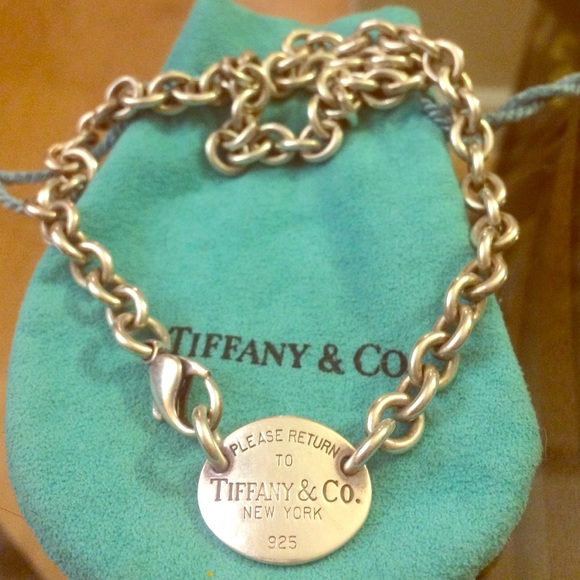 TIFFANY & CO.
PLEASE RETURN
TO
TIFFANY & CO.
NEW YORK
925